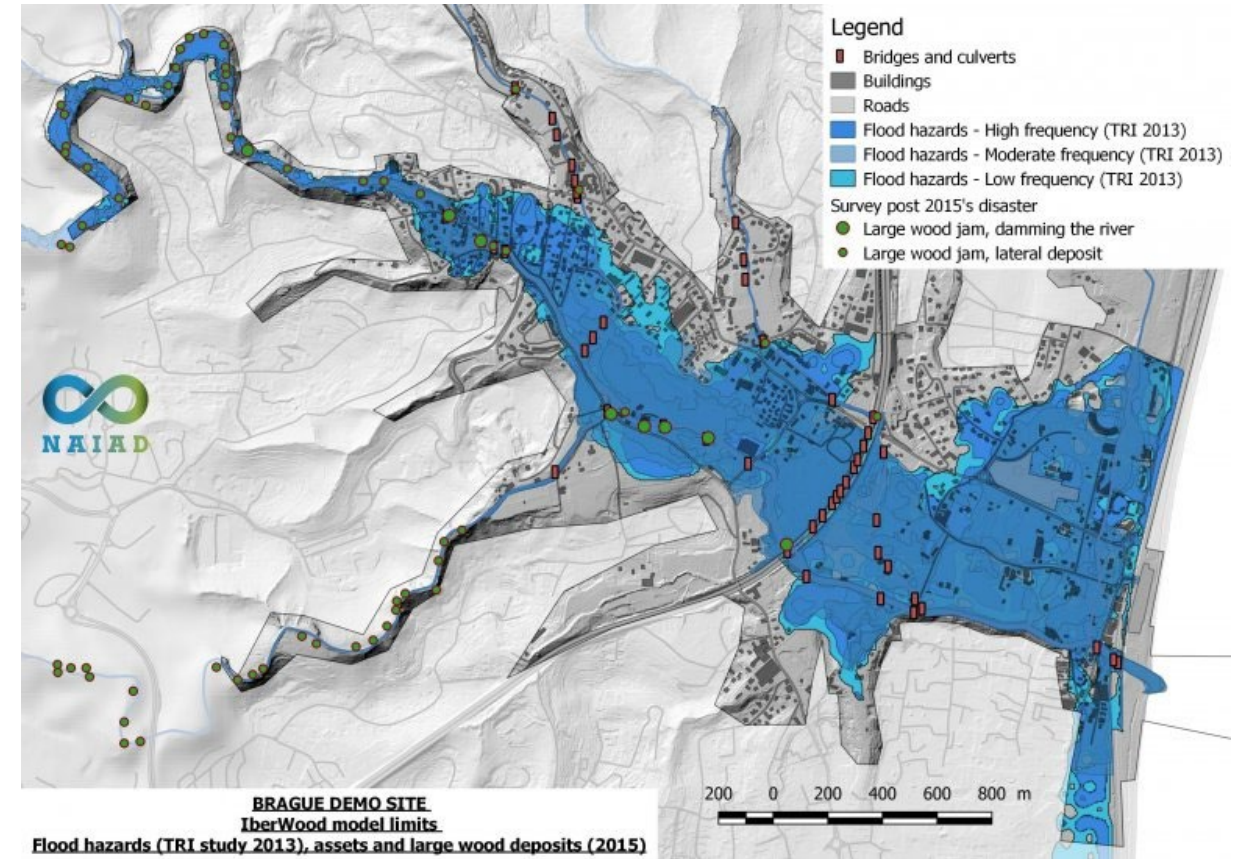 Legend
Bridges and culverts
Buildings
Roads
Flood hazards - High frequency (TRI 2013)
Flood hazards - Moderate frequency (TRI 2013)
Flood hazards - Low frequency (TRI 2013)
Survey post 2015's disaster
Large wood jam, damming the river
Large wood jam, lateral deposit
NAIAD
200 0 200 400 600 800 m
BRAGUE DEMO SITE
IberWood model limits
Flood hazards (TRI study 2013), assets and large wood deposits (2015)